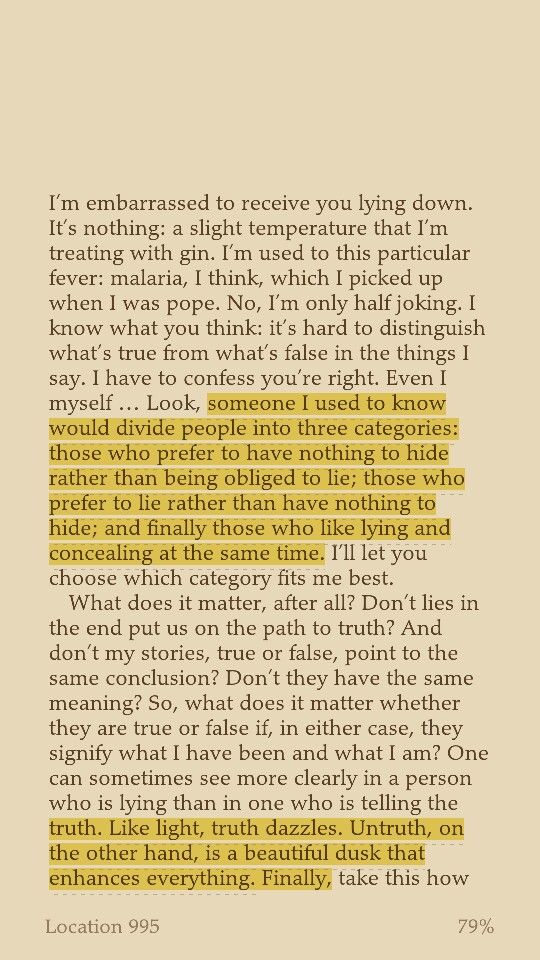 I’m embarrassed to receive you lying down.
It’s nothing: a slight temperature that I’m
treating with gin. I’m used to this particular
fever: malaria, I think, which I picked up
when I was pope. No, I’m only half joking. I
know what you think: it’s hard to distinguish
what’s true from what’s false in the things I
say. I have to confess you’re right. Even I
myself … Look, someone I used to know
would divide people into three categories:
those who prefer to have nothing to hide
rather than being obliged to lie; those who
prefer to lie rather than have nothing to
hide; and finally those who like lying and
concealing at the same time. I’ll let you
choose which category fits me best.
What does it matter, after all? Don’t lies in
the end put us on the path to truth? And
don’t my stories, true or false, point to the
same conclusion? Don’t they have the same
meaning? So, what does it matter whether
they are true or false if, in either case, they
signify what I have been and what I am? One
can sometimes see more clearly in a person
who is lying than in one who is telling the
truth. Like light, truth dazzles. Untruth, on
the other hand, is a beautiful dusk that
enhances everything. Finally, take this how
Location 995
79%